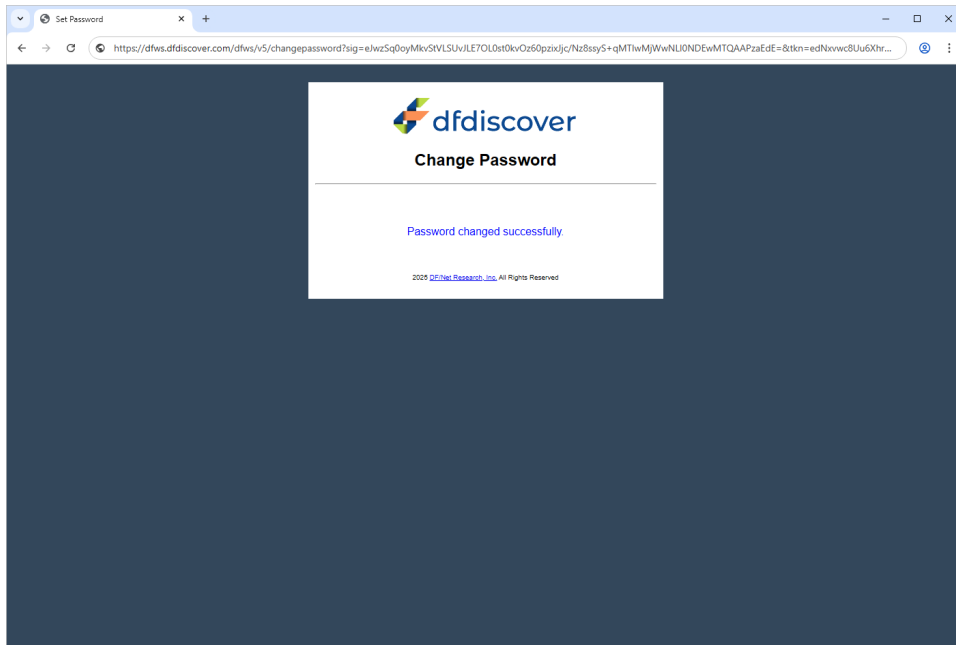 Set Password
https://dfws.dfdiscover.com/dfws/v5/changepassword?sig=eJwzSq0oyMkvStVLSUvJLE7OL0st0kvOz60pzixJjc/Nz8ssyS+qMTIwMjWwNLI0NDEwMTQAAPzaEdE=&tkn=edNxvwc8Uu6Xhr...
dfdiscover
Change Password
Password changed successfully.
2025 DF/Net Research, Inc. All Rights Reserved